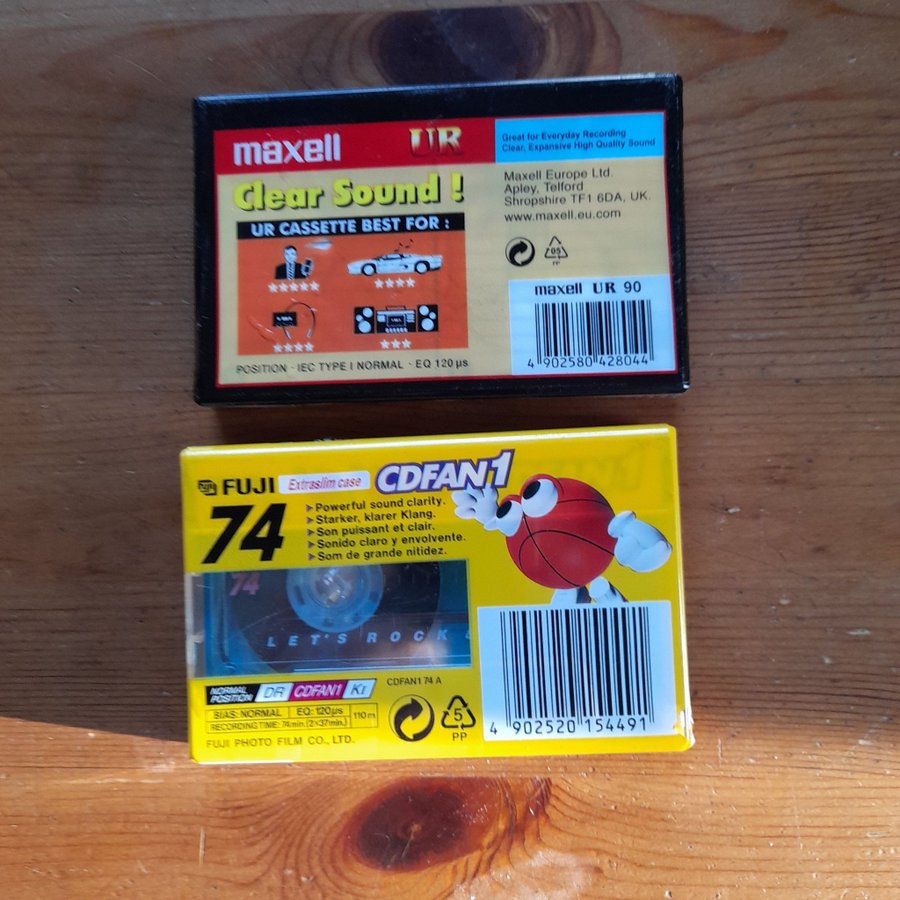 maxell UR
Great for Everyday Recording
Clear, Expansive High Quality Sound
Clear Sound !
UR CASSETTE BEST FOR :
★★★★★ ★★★★
★★★★ ★★★
POSITION · IEC TYPE I NORMAL · EQ 120 µs
Maxell Europe Ltd.
Apley, Telford
Shropshire TF1 6DA, UK.
www.maxell.eu.com
05
PP
maxell UR 90
4 902580 428044
FUJI Extraslim case CDFAN1
74
Powerful sound clarity.
Starker, klarer Klang.
Son puissant et clair.
Sonido claro y envolvente.
Som de grande nitidez.
74
LET'S ROCK
NORMAL POSITION DR CDFAN1 K1
CDFAN1 74 A
BIAS: NORMAL EQ: 120µs 110m
RECORDING TIME: 74min. (2×37min.)
FUJI PHOTO FILM CO., LTD.
5
PP
4 902520 154491